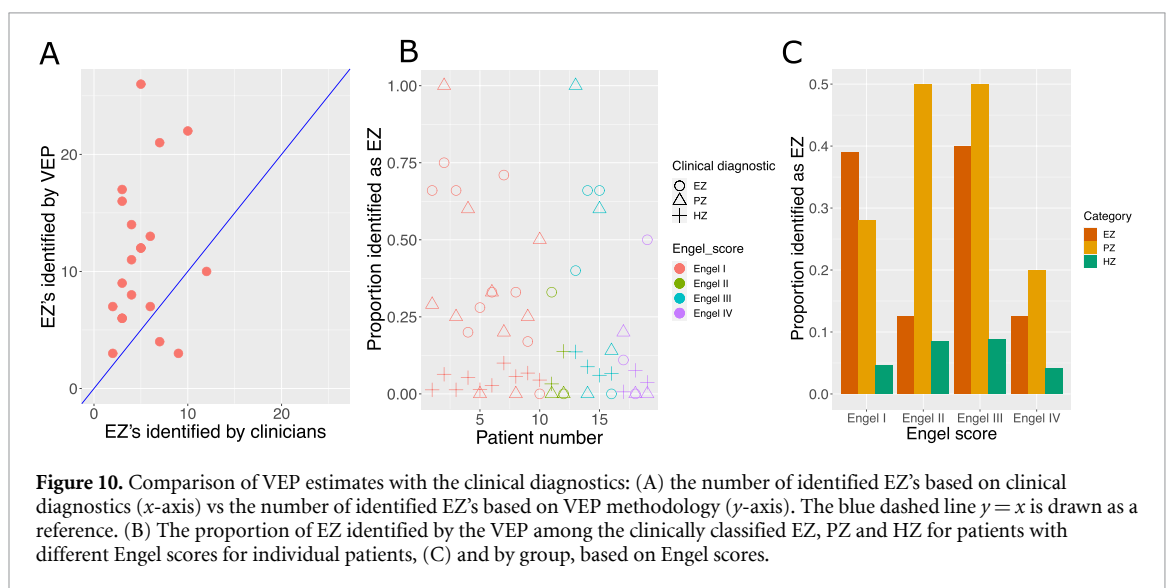 A
EZ's identified by VEP
20
10
0
0
10
20
EZ's identified by clinicians
B
Proportion identified as EZ
1.00
0.75
0.50
0.25
0.00
5
10
15
Patient number
Clinical diagnostic
EZ
PZ
HZ
Engel_score
Engel I
Engel II
Engel III
Engel IV
C
Proportion identified as EZ
0.5
0.4
0.3
0.2
0.1
0.0
Engel I Engel II Engel III Engel IV
Engel score
Category
EZ
PZ
HZ
Figure 10. Comparison of VEP estimates with the clinical diagnostics: (A) the number of identified EZ's based on clinical
diagnostics (x-axis) vs the number of identified EZ's based on VEP methodology (y-axis). The blue dashed line y = x is drawn as a
reference. (B) The proportion of EZ identified by the VEP among the clinically classified EZ, PZ and HZ for patients with
different Engel scores for individual patients, (C) and by group, based on Engel scores.